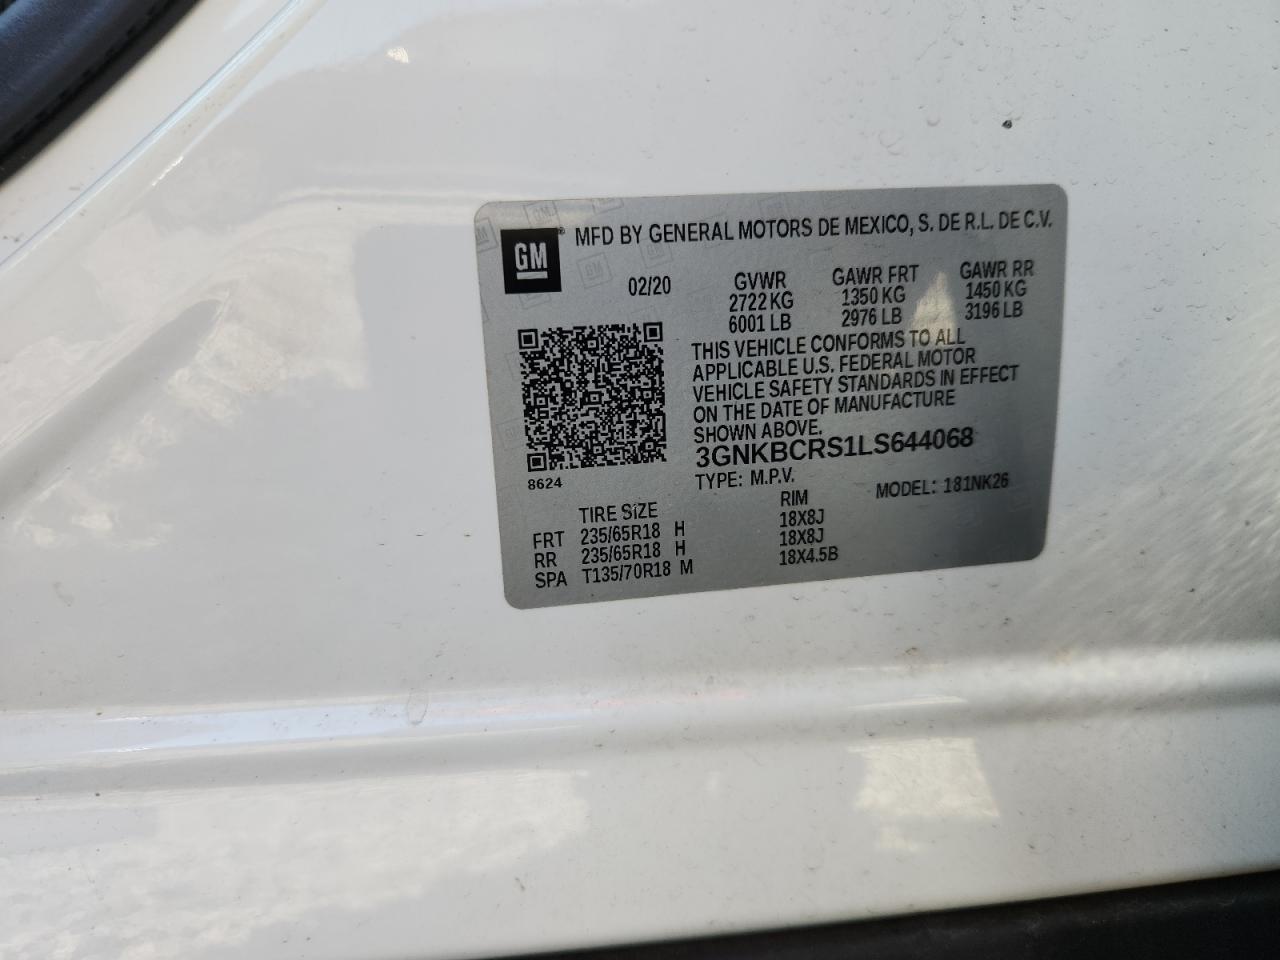 GM® MFD BY GENERAL MOTORS DE MEXICO, S. DE R.L. DE C.V.
02/20 GVWR GAWR FRT GAWR RR
2722 KG 1350 KG 1450 KG
6001 LB 2976 LB 3196 LB
THIS VEHICLE CONFORMS TO ALL
APPLICABLE U.S. FEDERAL MOTOR
VEHICLE SAFETY STANDARDS IN EFFECT
ON THE DATE OF MANUFACTURE
SHOWN ABOVE.
3GNKBCRS1LS644068
8624
TYPE: M.P.V. MODEL: 181NK26
TIRE SIZE RIM
FRT 235/65R18 H 18X8J
RR 235/65R18 H 18X8J
SPA T135/70R18 M 18X4.5B